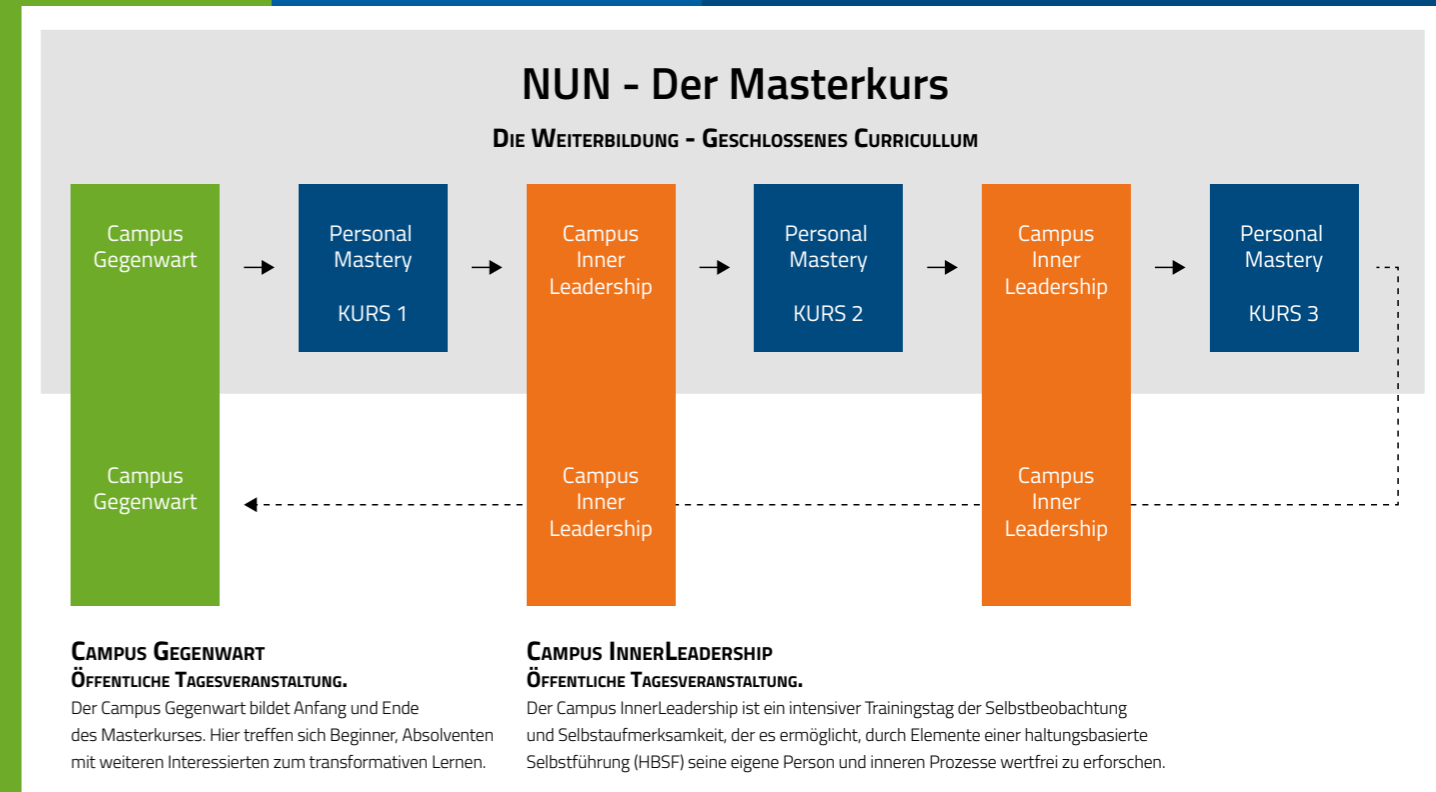 NUN - Der Masterkurs
Die Weiterbildung - Geschlossenes Curricullum
Campus
Gegenwart
Personal
Mastery
KURS 1
Campus
Inner
Leadership
Personal
Mastery
KURS 2
Campus
Inner
Leadership
Personal
Mastery
KURS 3
Campus
Gegenwart
Campus
Inner
Leadership
Campus
Inner
Leadership
Campus Gegenwart
Öffentliche Tagesveranstaltung.
Der Campus Gegenwart bildet Anfang und Ende
des Masterkurses. Hier treffen sich Beginner, Absolventen
mit weiteren Interessierten zum transformativen Lernen.
Campus InnerLeadership
Öffentliche Tagesveranstaltung.
Der Campus InnerLeadership ist ein intensiver Trainingstag der Selbstbeobachtung
und Selbstaufmerksamkeit, der es ermöglicht, durch Elemente einer haltungsbasierte
Selbstführung (HBSF) seine eigene Person und inneren Prozesse wertfrei zu erforschen.